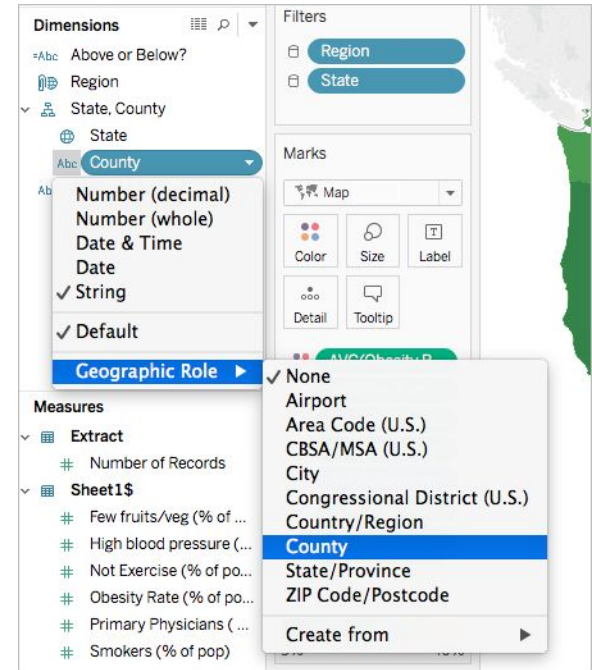 Dimensions
=Abc Above or Below?
Region
State, County
State
Abc County
Ab
Number (decimal)
Number (whole)
Date & Time
Date
✓ String
✓ Default
Geographic Role ▶
Measures
Extract
# Number of Records
Sheet1$
# Few fruits/veg (% of ...
# High blood pressure (...
# Not Exercise (% of po...
# Obesity Rate (% of po...
# Primary Physicians ( ...
# Smokers (% of pop)
Filters
Region
State
Marks
Map
Color Size Label
Detail Tooltip
✓ None
Airport
Area Code (U.S.)
CBSA/MSA (U.S.)
City
Congressional District (U.S.)
Country/Region
County
State/Province
ZIP Code/Postcode
Create from ▶